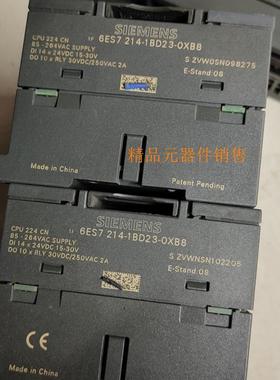 SIEMENS
CPU 224 CN
1P 6ES7 214-1BD23-0XB8
85 - 264VAC SUPPLY
DI 14 x 24VDC 15-30V
DO 10 x RLY 30VDC/250VAC 2A
S ZVW0SN098275
E-Stand:08
精品元器件销售
Made in China
Patent Pending
SIEMENS
CPU 224 CN
1P 6ES7 214-1BD23-0XB8
85 - 264VAC SUPPLY
DI 14 x 24VDC 15-30V
DO 10 x RLY 30VDC/250VAC 2A
S ZVWNSN102205
E-Stand:08
CE
Made in China